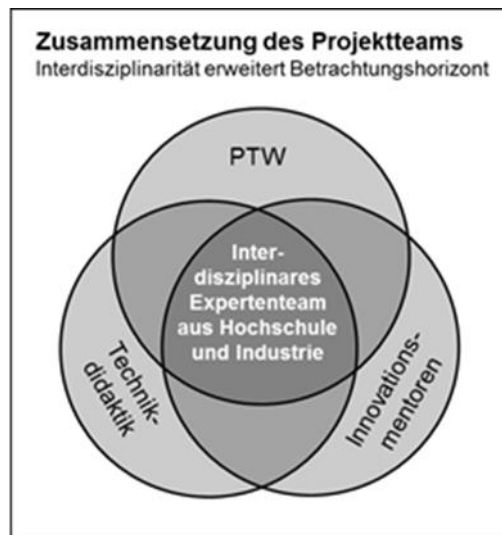 Zusammensetzung des Projektteams
Interdisziplinarität erweitert Betrachtungshorizont
PTW
Inter-
disziplinares
Expertenteam
aus Hochschule
und Industrie
Technik-
didaktik
Innovations-
mentoren